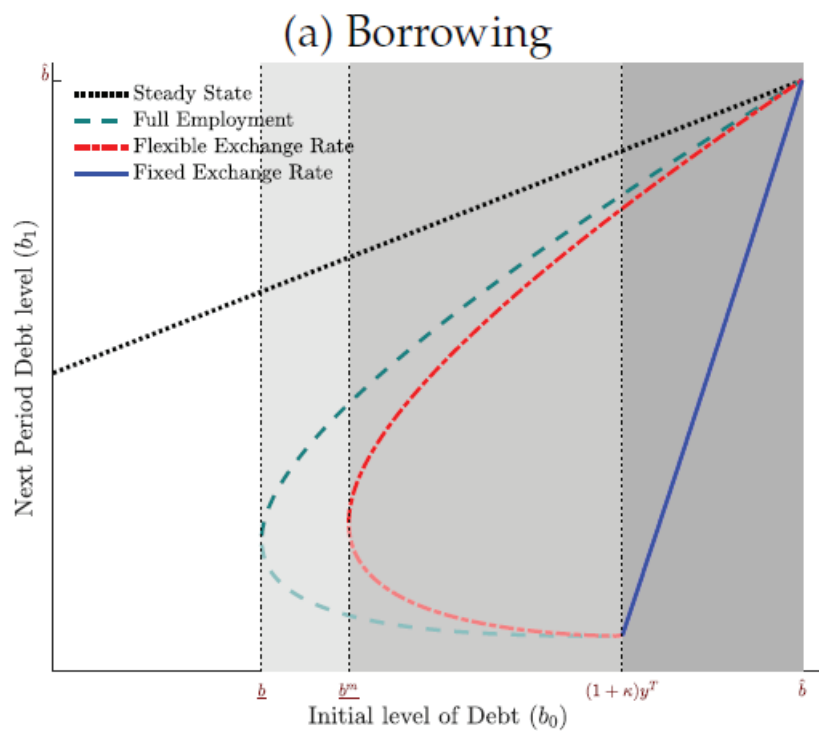 (a) Borrowing
b̂
Steady State
Full Employment
Flexible Exchange Rate
Fixed Exchange Rate
Next Period Debt level (b₁)
b̲ b̲ᵐ (1+κ)yᵀ b̂
Initial level of Debt (b₀)